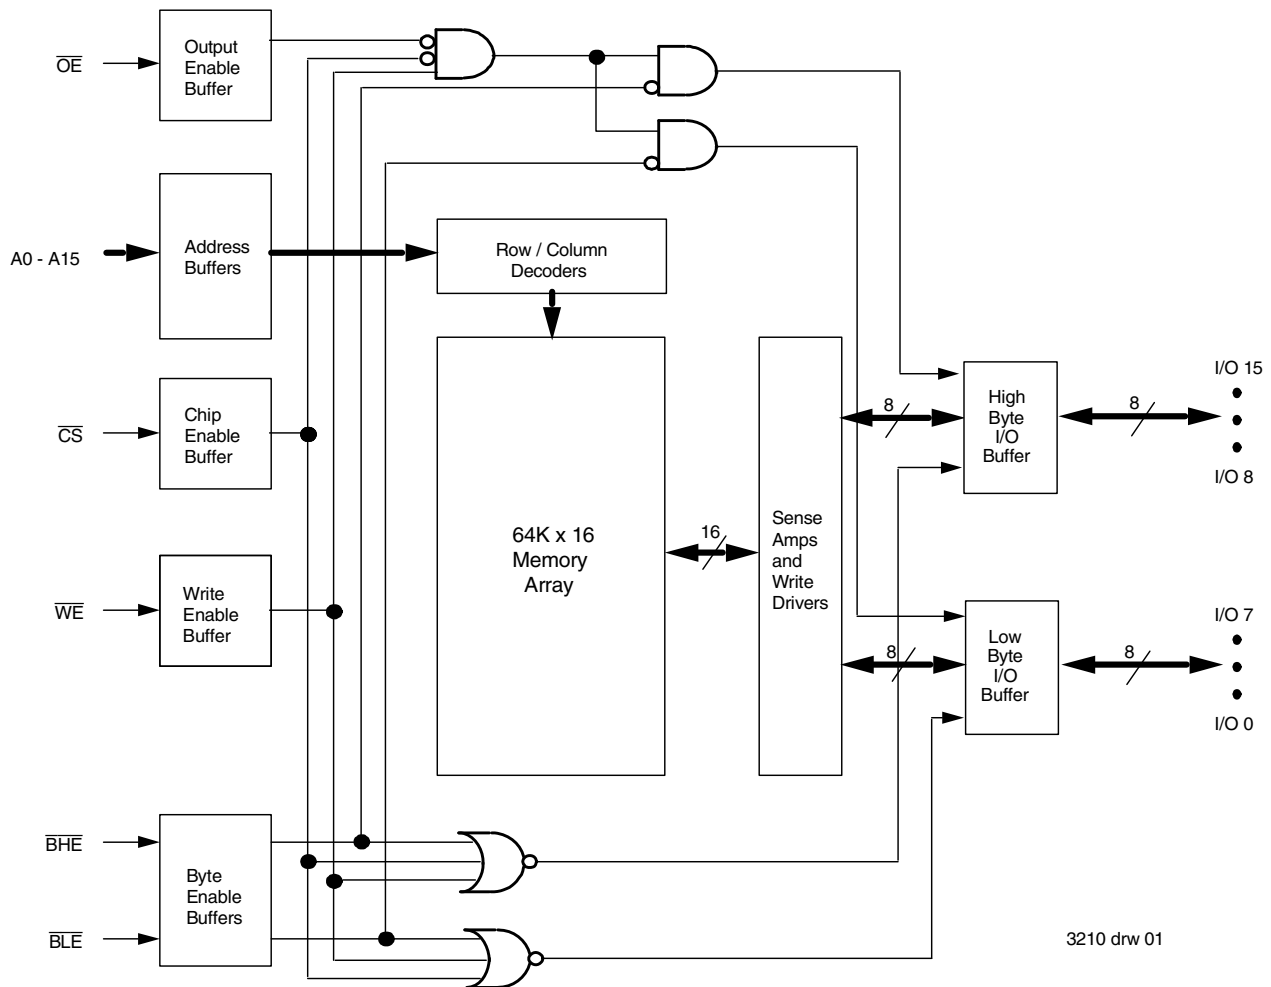 OE
Output
Enable
Buffer
A0 - A15
Address
Buffers
Row / Column
Decoders
CS
Chip
Enable
Buffer
WE
Write
Enable
Buffer
64K x 16
Memory
Array
16
Sense
Amps
and
Write
Drivers
8
High
Byte
I/O
Buffer
8
I/O 15
I/O 8
8
Low
Byte
I/O
Buffer
8
I/O 7
I/O 0
BHE
BLE
Byte
Enable
Buffers
3210 drw 01